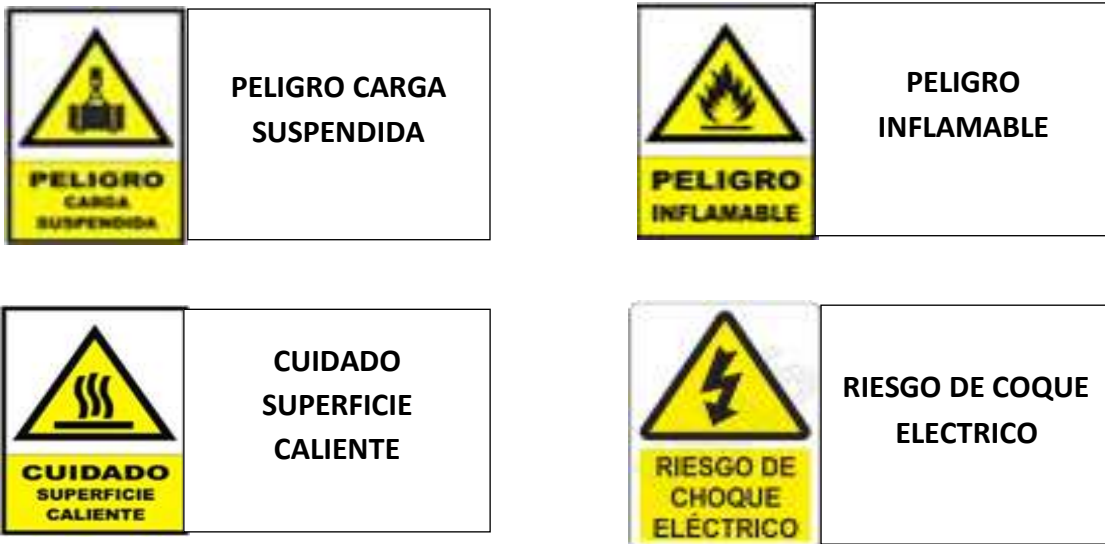 PELIGRO
CARGA
SUSPENDIDA
PELIGRO CARGA
SUSPENDIDA
PELIGRO
INFLAMABLE
PELIGRO
INFLAMABLE
CUIDADO
SUPERFICIE
CALIENTE
CUIDADO
SUPERFICIE
CALIENTE
RIESGO DE
CHOQUE
ELÉCTRICO
RIESGO DE COQUE
ELECTRICO